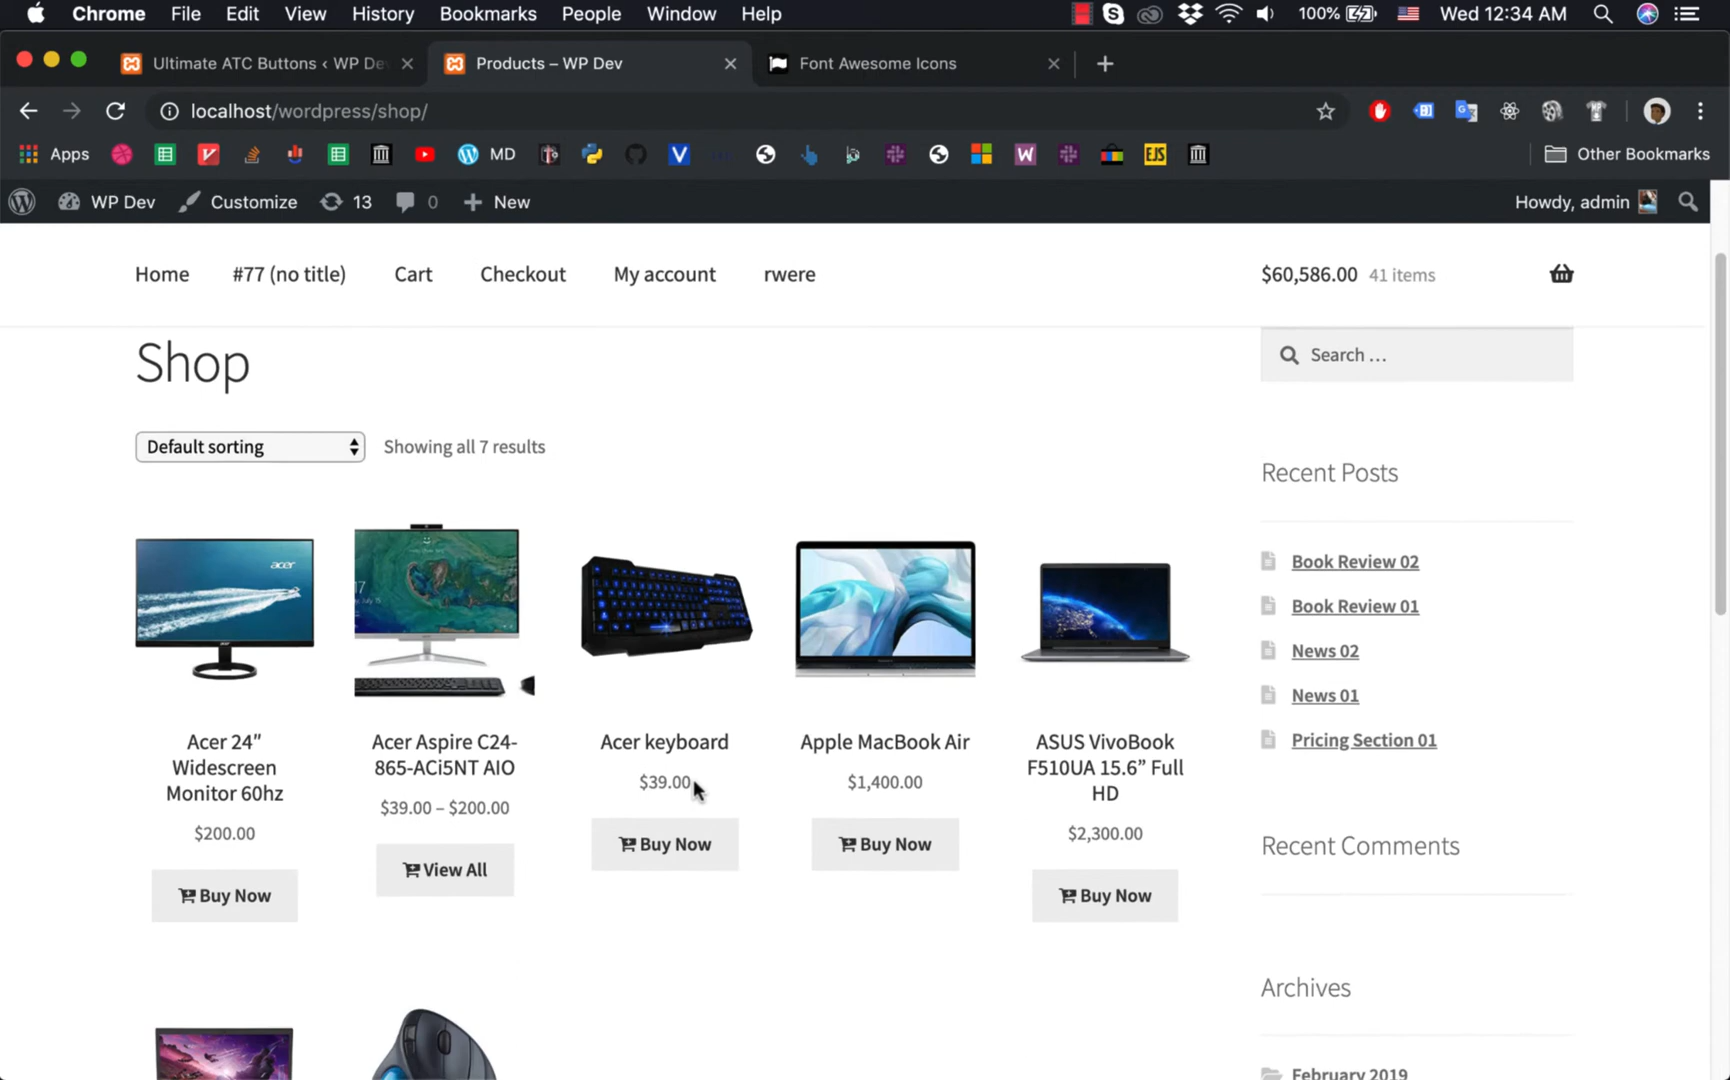 Chrome File Edit View History Bookmarks People Window Help 100% Wed 12:34 AM
Ultimate ATC Buttons ‹ WP De Products – WP Dev Font Awesome Icons
localhost/wordpress/shop/
Apps MD W EJS Other Bookmarks
WP Dev Customize 13 0 New Howdy, admin
Home #77 (no title) Cart Checkout My account rwere $60,586.00 41 items
Shop
Search …
Default sorting Showing all 7 results
Recent Posts
Book Review 02
Book Review 01
News 02
News 01
Pricing Section 01
acer
Acer 24″
Widescreen
Monitor 60hz
$200.00
Buy Now
Acer Aspire C24-
865-ACi5NT AIO
$39.00 – $200.00
View All
Acer keyboard
$39.00
Buy Now
Apple MacBook Air
$1,400.00
Buy Now
ASUS VivoBook
F510UA 15.6” Full
HD
$2,300.00
Buy Now
Recent Comments
Archives
February 2019